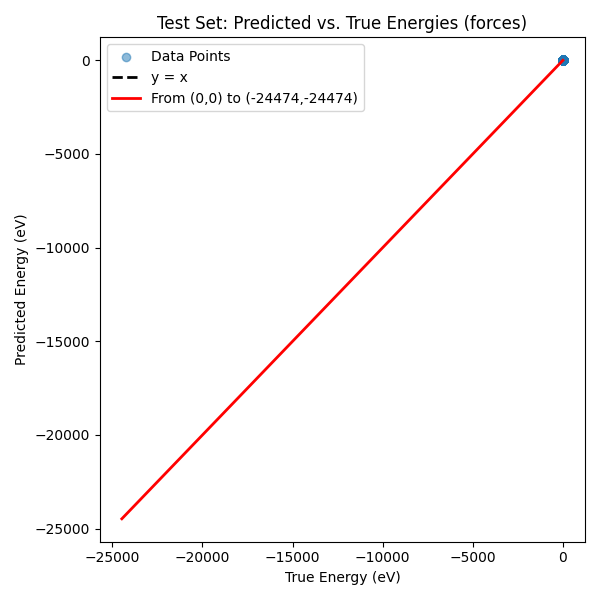 Test Set: Predicted vs. True Energies (forces)
Data Points
y = x
From (0,0) to (-24474,-24474)
0
−5000
−10000
−15000
−20000
−25000
Predicted Energy (eV)
−25000 −20000 −15000 −10000 −5000 0
True Energy (eV)